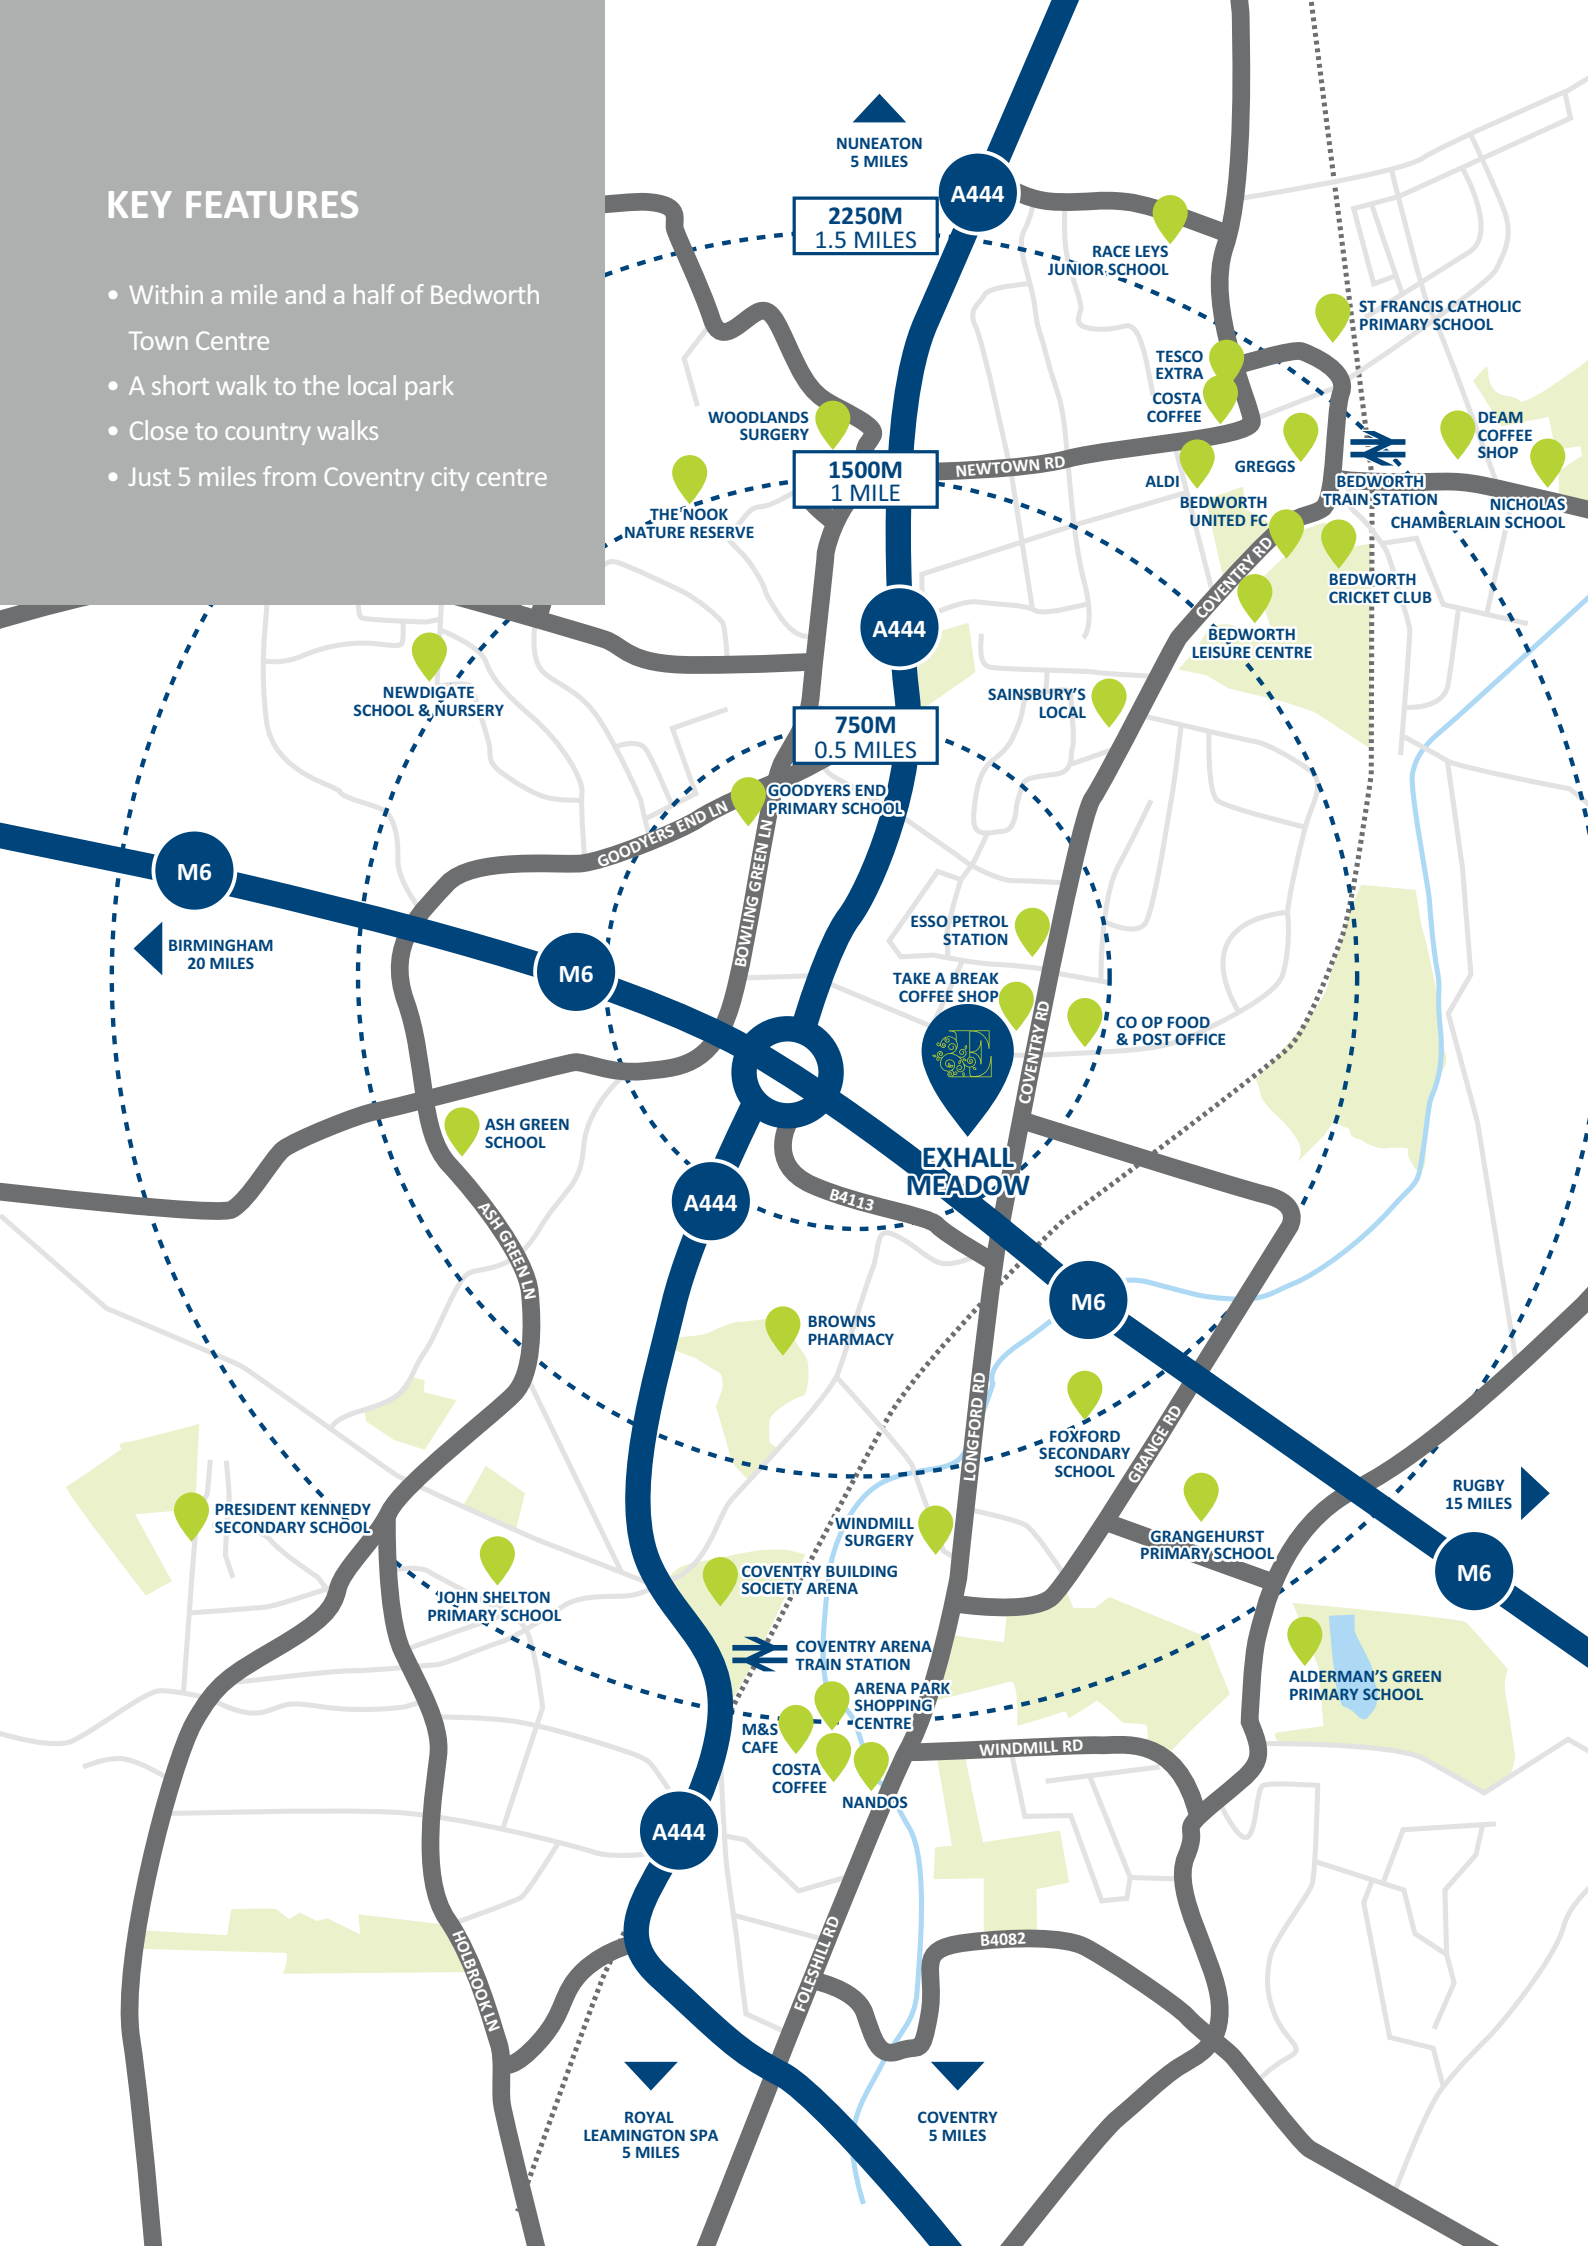 KEY FEATURES
• Within a mile and a half of Bedworth
Town Centre
• A short walk to the local park
• Close to country walks
• Just 5 miles from Coventry city centre
NUNEATON
5 MILES
A444
2250M
1.5 MILES
RACE LEYS
JUNIOR SCHOOL
ST FRANCIS CATHOLIC
PRIMARY SCHOOL
TESCO
EXTRA
COSTA
COFFEE
WOODLANDS
SURGERY
DEAM
COFFEE
SHOP
1500M
1 MILE
NEWTOWN RD
ALDI
GREGGS
BEDWORTH
TRAIN STATION
NICHOLAS
CHAMBERLAIN SCHOOL
THE NOOK
NATURE RESERVE
BEDWORTH
UNITED FC
COVENTRY RD
BEDWORTH
CRICKET CLUB
A444
BEDWORTH
LEISURE CENTRE
NEWDIGATE
SCHOOL & NURSERY
SAINSBURY'S
LOCAL
750M
0.5 MILES
GOODYERS END
PRIMARY SCHOOL
GOODYERS END LN
BOWLING GREEN LN
M6
BIRMINGHAM
20 MILES
M6
ESSO PETROL
STATION
TAKE A BREAK
COFFEE SHOP
COVENTRY RD
CO OP FOOD
& POST OFFICE
E
ASH GREEN
SCHOOL
EXHALL
MEADOW
A444
B4113
ASH GREEN LN
M6
BROWNS
PHARMACY
LONGFORD RD
FOXFORD
SECONDARY
SCHOOL
GRANGE RD
RUGBY
15 MILES
PRESIDENT KENNEDY
SECONDARY SCHOOL
WINDMILL
SURGERY
GRANGEHURST
PRIMARY SCHOOL
M6
COVENTRY BUILDING
SOCIETY ARENA
JOHN SHELTON
PRIMARY SCHOOL
COVENTRY ARENA
TRAIN STATION
ALDERMAN'S GREEN
PRIMARY SCHOOL
ARENA PARK
SHOPPING
CENTRE
M&S
CAFE
COSTA
COFFEE
NANDOS
WINDMILL RD
A444
HOLBROOK LN
FOLESHILL RD
B4082
ROYAL
LEAMINGTON SPA
5 MILES
COVENTRY
5 MILES